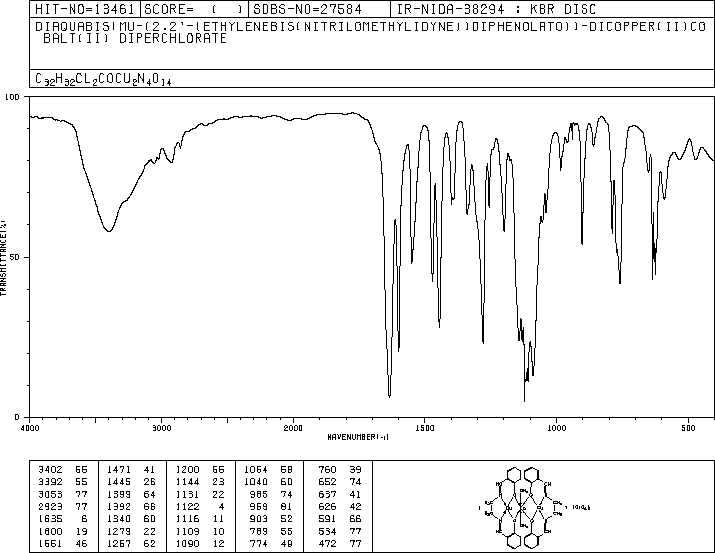 HIT-NO=13461 SCORE= ( ) SDBS-NO=27584 IR-NIDA-38294 : KBR DISC
DIAQUABIS(MU-(2,2'-(ETHYLENEBIS(NITRILOMETHYLIDYNE))DIPHENOLATO))-DICOPPER(II)CO
BALT(II) DIPERCHLORATE
C32H32CL2COCU2N4O14
100
50
0
TRANSMITTANCE(%)
4000 3000 2000 1500 1000 500
WAVENUMBER(-1)
3402 55 1471 41 1200 55 1064 58 760 39
3392 55 1445 26 1144 23 1040 60 652 74
3053 77 1399 64 1131 22 985 74 637 41
2923 77 1392 66 1122 4 969 81 626 42
1635 6 1340 60 1116 11 903 52 591 66
1600 19 1279 22 1109 10 789 55 534 77
1551 46 1257 62 1090 12 774 49 472 77